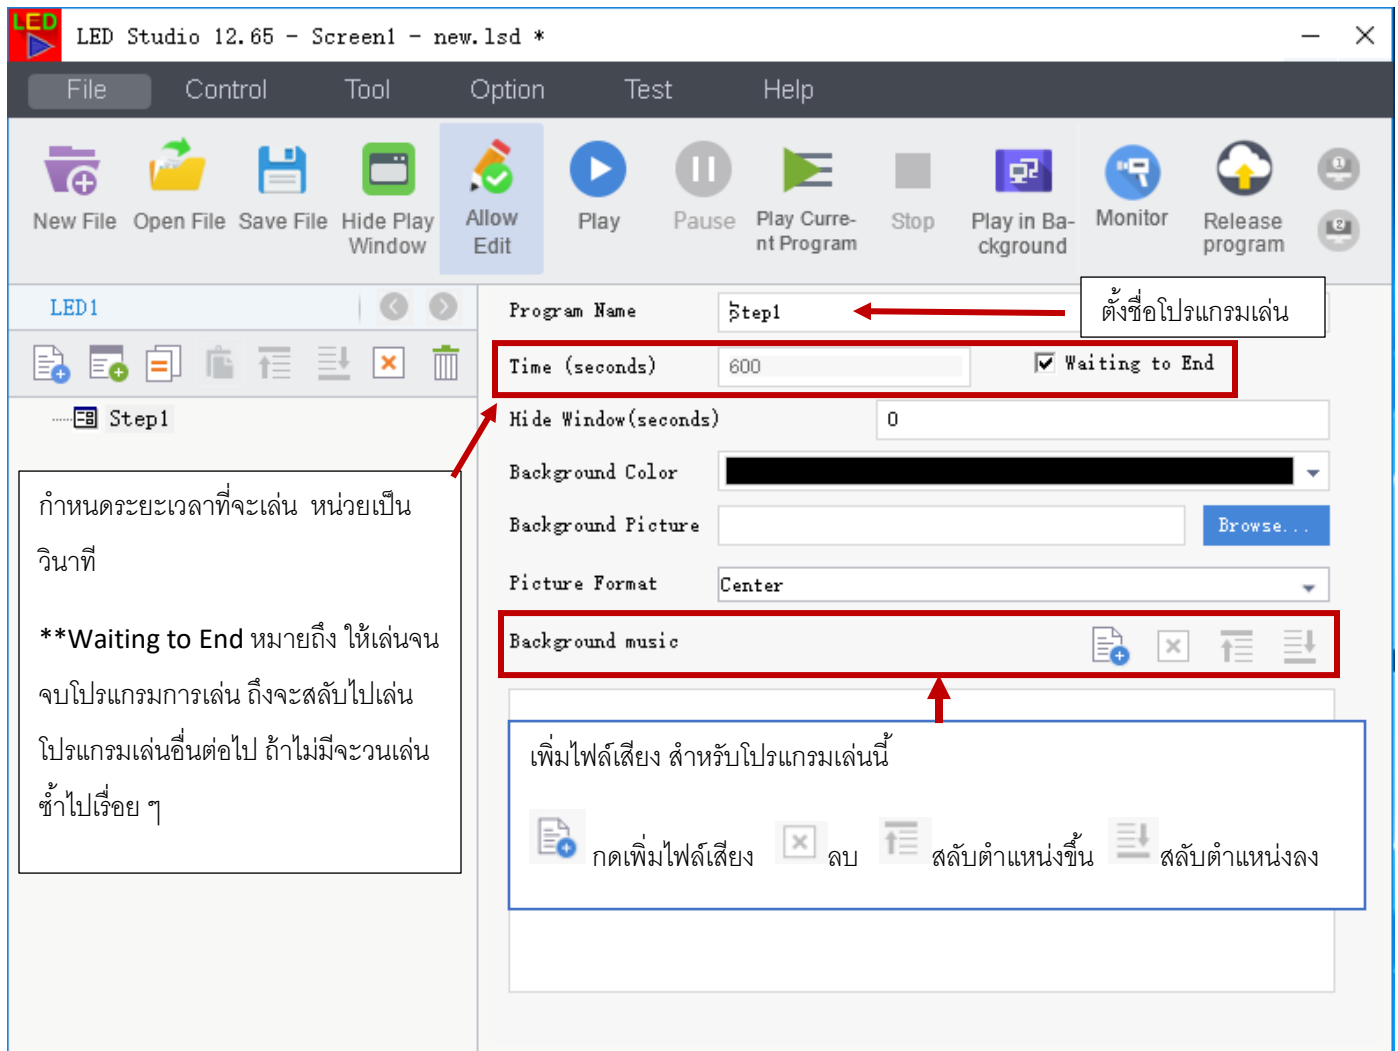 LED
LED Studio 12.65 - Screen1 - new.lsd *
File Control Tool Option Test Help
New File Open File Save File Hide Play Window Allow Edit Play Pause Play Curre-nt Program Stop Play in Ba-ckground Monitor Release program
1
2
LED1
Program Name Step1
ตั้งชื่อโปรแกรมเล่น
Time (seconds) 600 Waiting to End
Step1
Hide Window(seconds) 0
Background Color
Background Picture Browse...
Picture Format Center
Background music
กำหนดระยะเวลาที่จะเล่น หน่วยเป็น
วินาที
**Waiting to End หมายถึง ให้เล่นจน
จบโปรแกรมการเล่น ถึงจะสลับไปเล่น
โปรแกรมเล่นอื่นต่อไป ถ้าไม่มีจะวนเล่น
ซ้ำไปเรื่อย ๆ
เพิ่มไฟล์เสียง สำหรับโปรแกรมเล่นนี้
กดเพิ่มไฟล์เสียง ลบ สลับตำแหน่งขึ้น สลับตำแหน่งลง